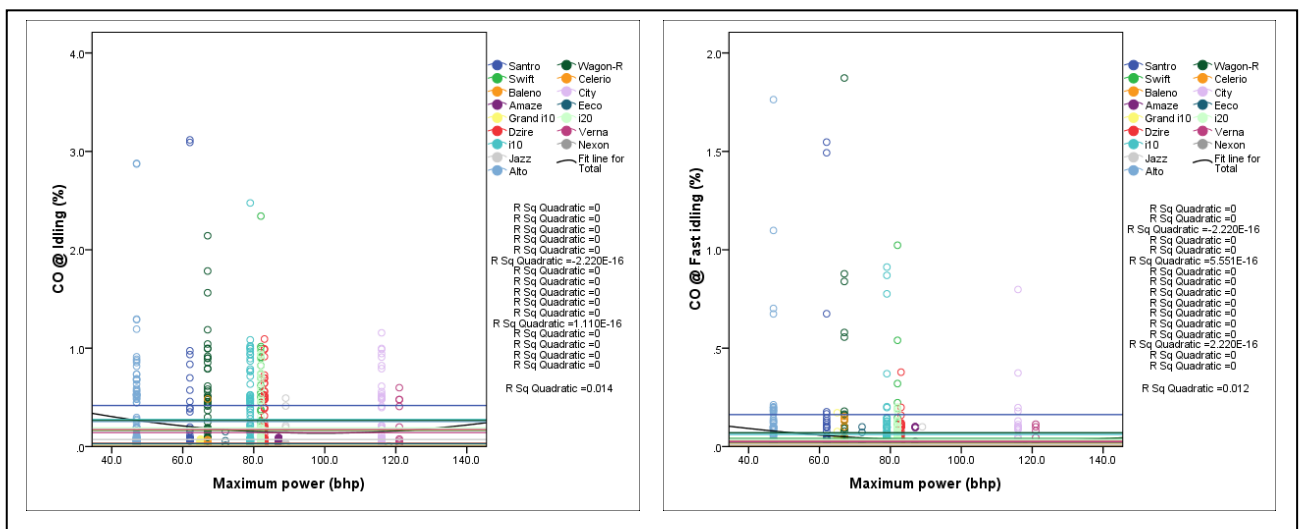 4.0
3.0
2.0
1.0
.0
CO @ Idling (%)
40.0 60.0 80.0 100.0 120.0 140.0
Maximum power (bhp)
Santro Wagon-R
Swift Celerio
Baleno City
Amaze Eeco
Grand i10 i20
Dzire Verna
i10 Nexon
Jazz Fit line for
Alto Total
R Sq Quadratic =0
R Sq Quadratic =0
R Sq Quadratic =0
R Sq Quadratic =0
R Sq Quadratic =0
R Sq Quadratic =-2.220E-16
R Sq Quadratic =0
R Sq Quadratic =0
R Sq Quadratic =0
R Sq Quadratic =0
R Sq Quadratic =0
R Sq Quadratic =1.110E-16
R Sq Quadratic =0
R Sq Quadratic =0
R Sq Quadratic =0
R Sq Quadratic =0
R Sq Quadratic =0.014
2.0
1.5
1.0
.5
.0
CO @ Fast idling (%)
40.0 60.0 80.0 100.0 120.0 140.0
Maximum power (bhp)
Santro Wagon-R
Swift Celerio
Baleno City
Amaze Eeco
Grand i10 i20
Dzire Verna
i10 Nexon
Jazz Fit line for
Alto Total
R Sq Quadratic =0
R Sq Quadratic =0
R Sq Quadratic =-2.220E-16
R Sq Quadratic =0
R Sq Quadratic =0
R Sq Quadratic =5.551E-16
R Sq Quadratic =0
R Sq Quadratic =0
R Sq Quadratic =0
R Sq Quadratic =0
R Sq Quadratic =0
R Sq Quadratic =0
R Sq Quadratic =0
R Sq Quadratic =2.220E-16
R Sq Quadratic =0
R Sq Quadratic =0
R Sq Quadratic =0.012